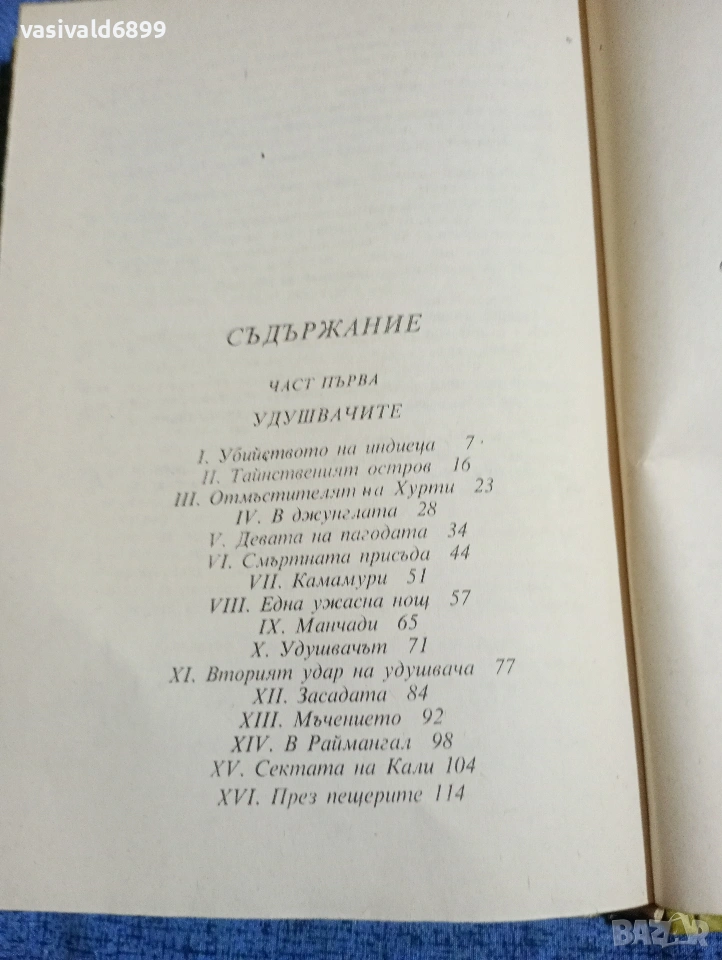 vasivald6899
СЪДЪРЖАНИЕ
ЧАСТ ПЪРВА
УДУШВАЧИТЕ
I. Убийството на индиеца 7
II. Тайнственият остров 16
III. Отмъстителят на Хурти 23
IV. В джунглата 28
V. Девата на пагодата 34
VI. Смъртната присъда 44
VII. Камамури 51
VIII. Една ужасна нощ 57
IX. Манчади 65
X. Удушвачът 71
XI. Вторият удар на удушвача 77
XII. Засадата 84
XIII. Мъчението 92
XIV. В Раймангал 98
XV. Сектата на Кали 104
XVI. През пещерите 114
BAZAR